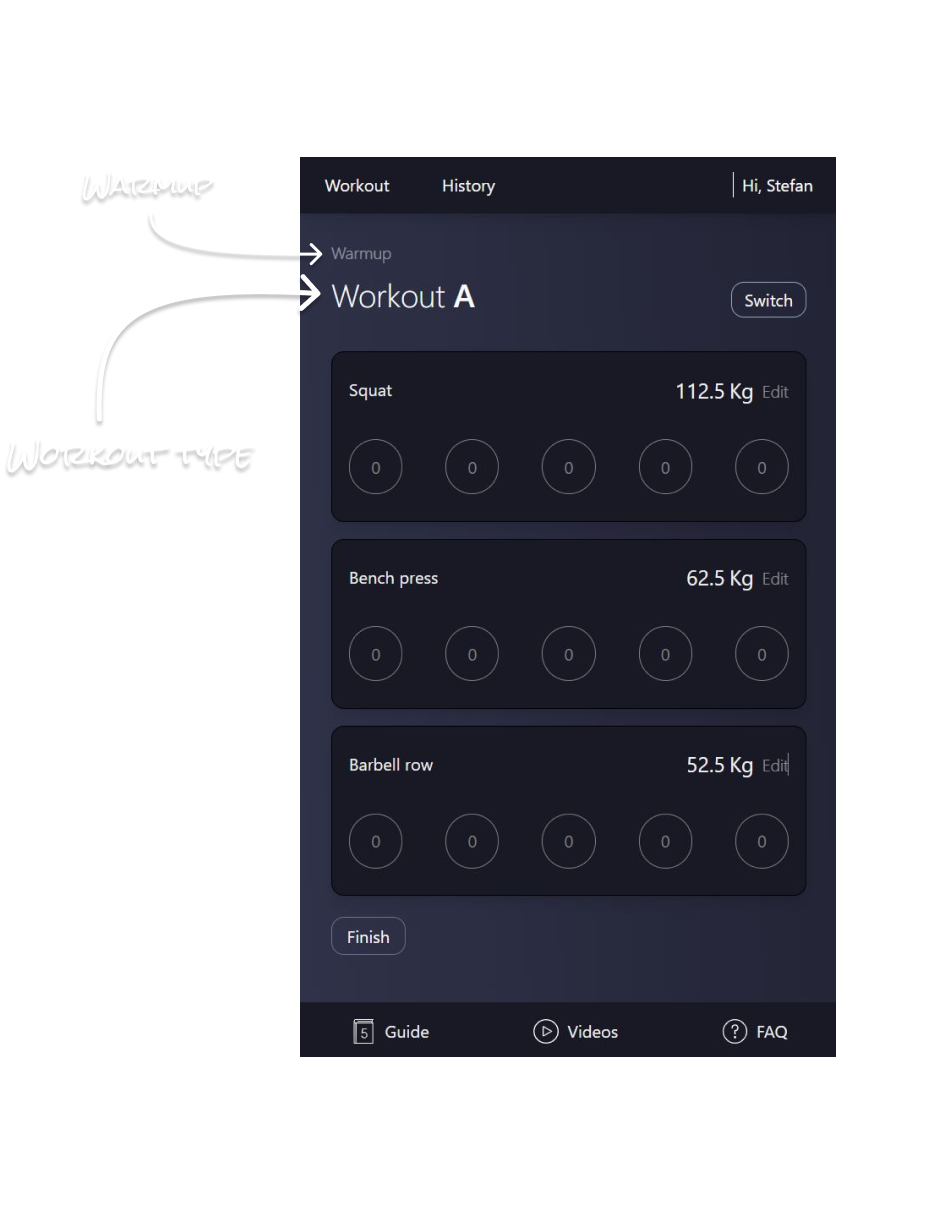 Workout History Hi, Stefan
Warmup
Warmup
Workout A Switch
Squat 112.5 Kg Edit
0 0 0 0 0
Workout type
Bench press 62.5 Kg Edit
0 0 0 0 0
Barbell row 52.5 Kg Edit
0 0 0 0 0
Finish
5 Guide Videos ? FAQ